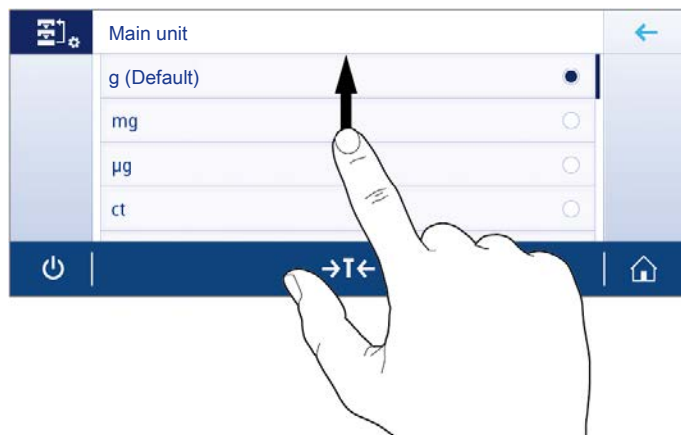 Main unit
g (Default)
mg
µg
ct
→T←